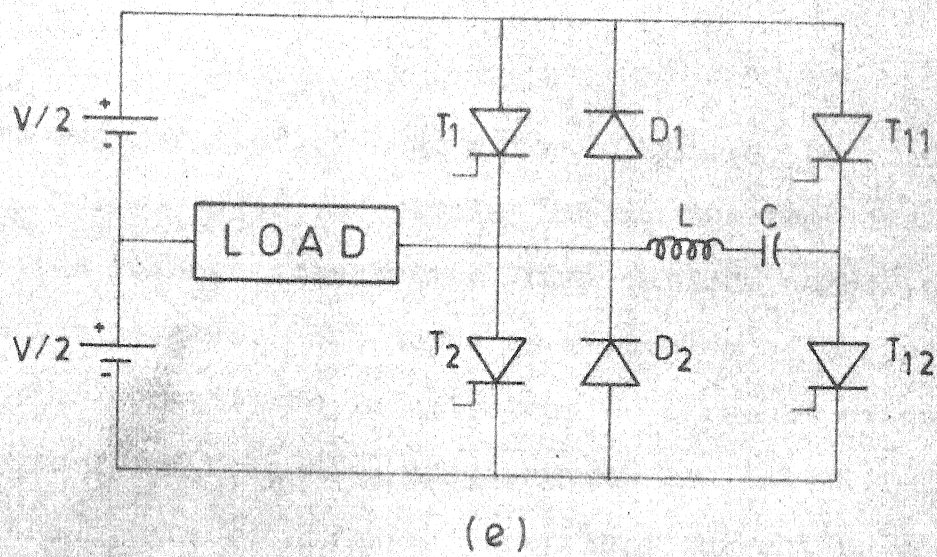 +
V/2
-
T1
D1
T11
LOAD
L
C
+
V/2
-
T2
D2
T12
(e)